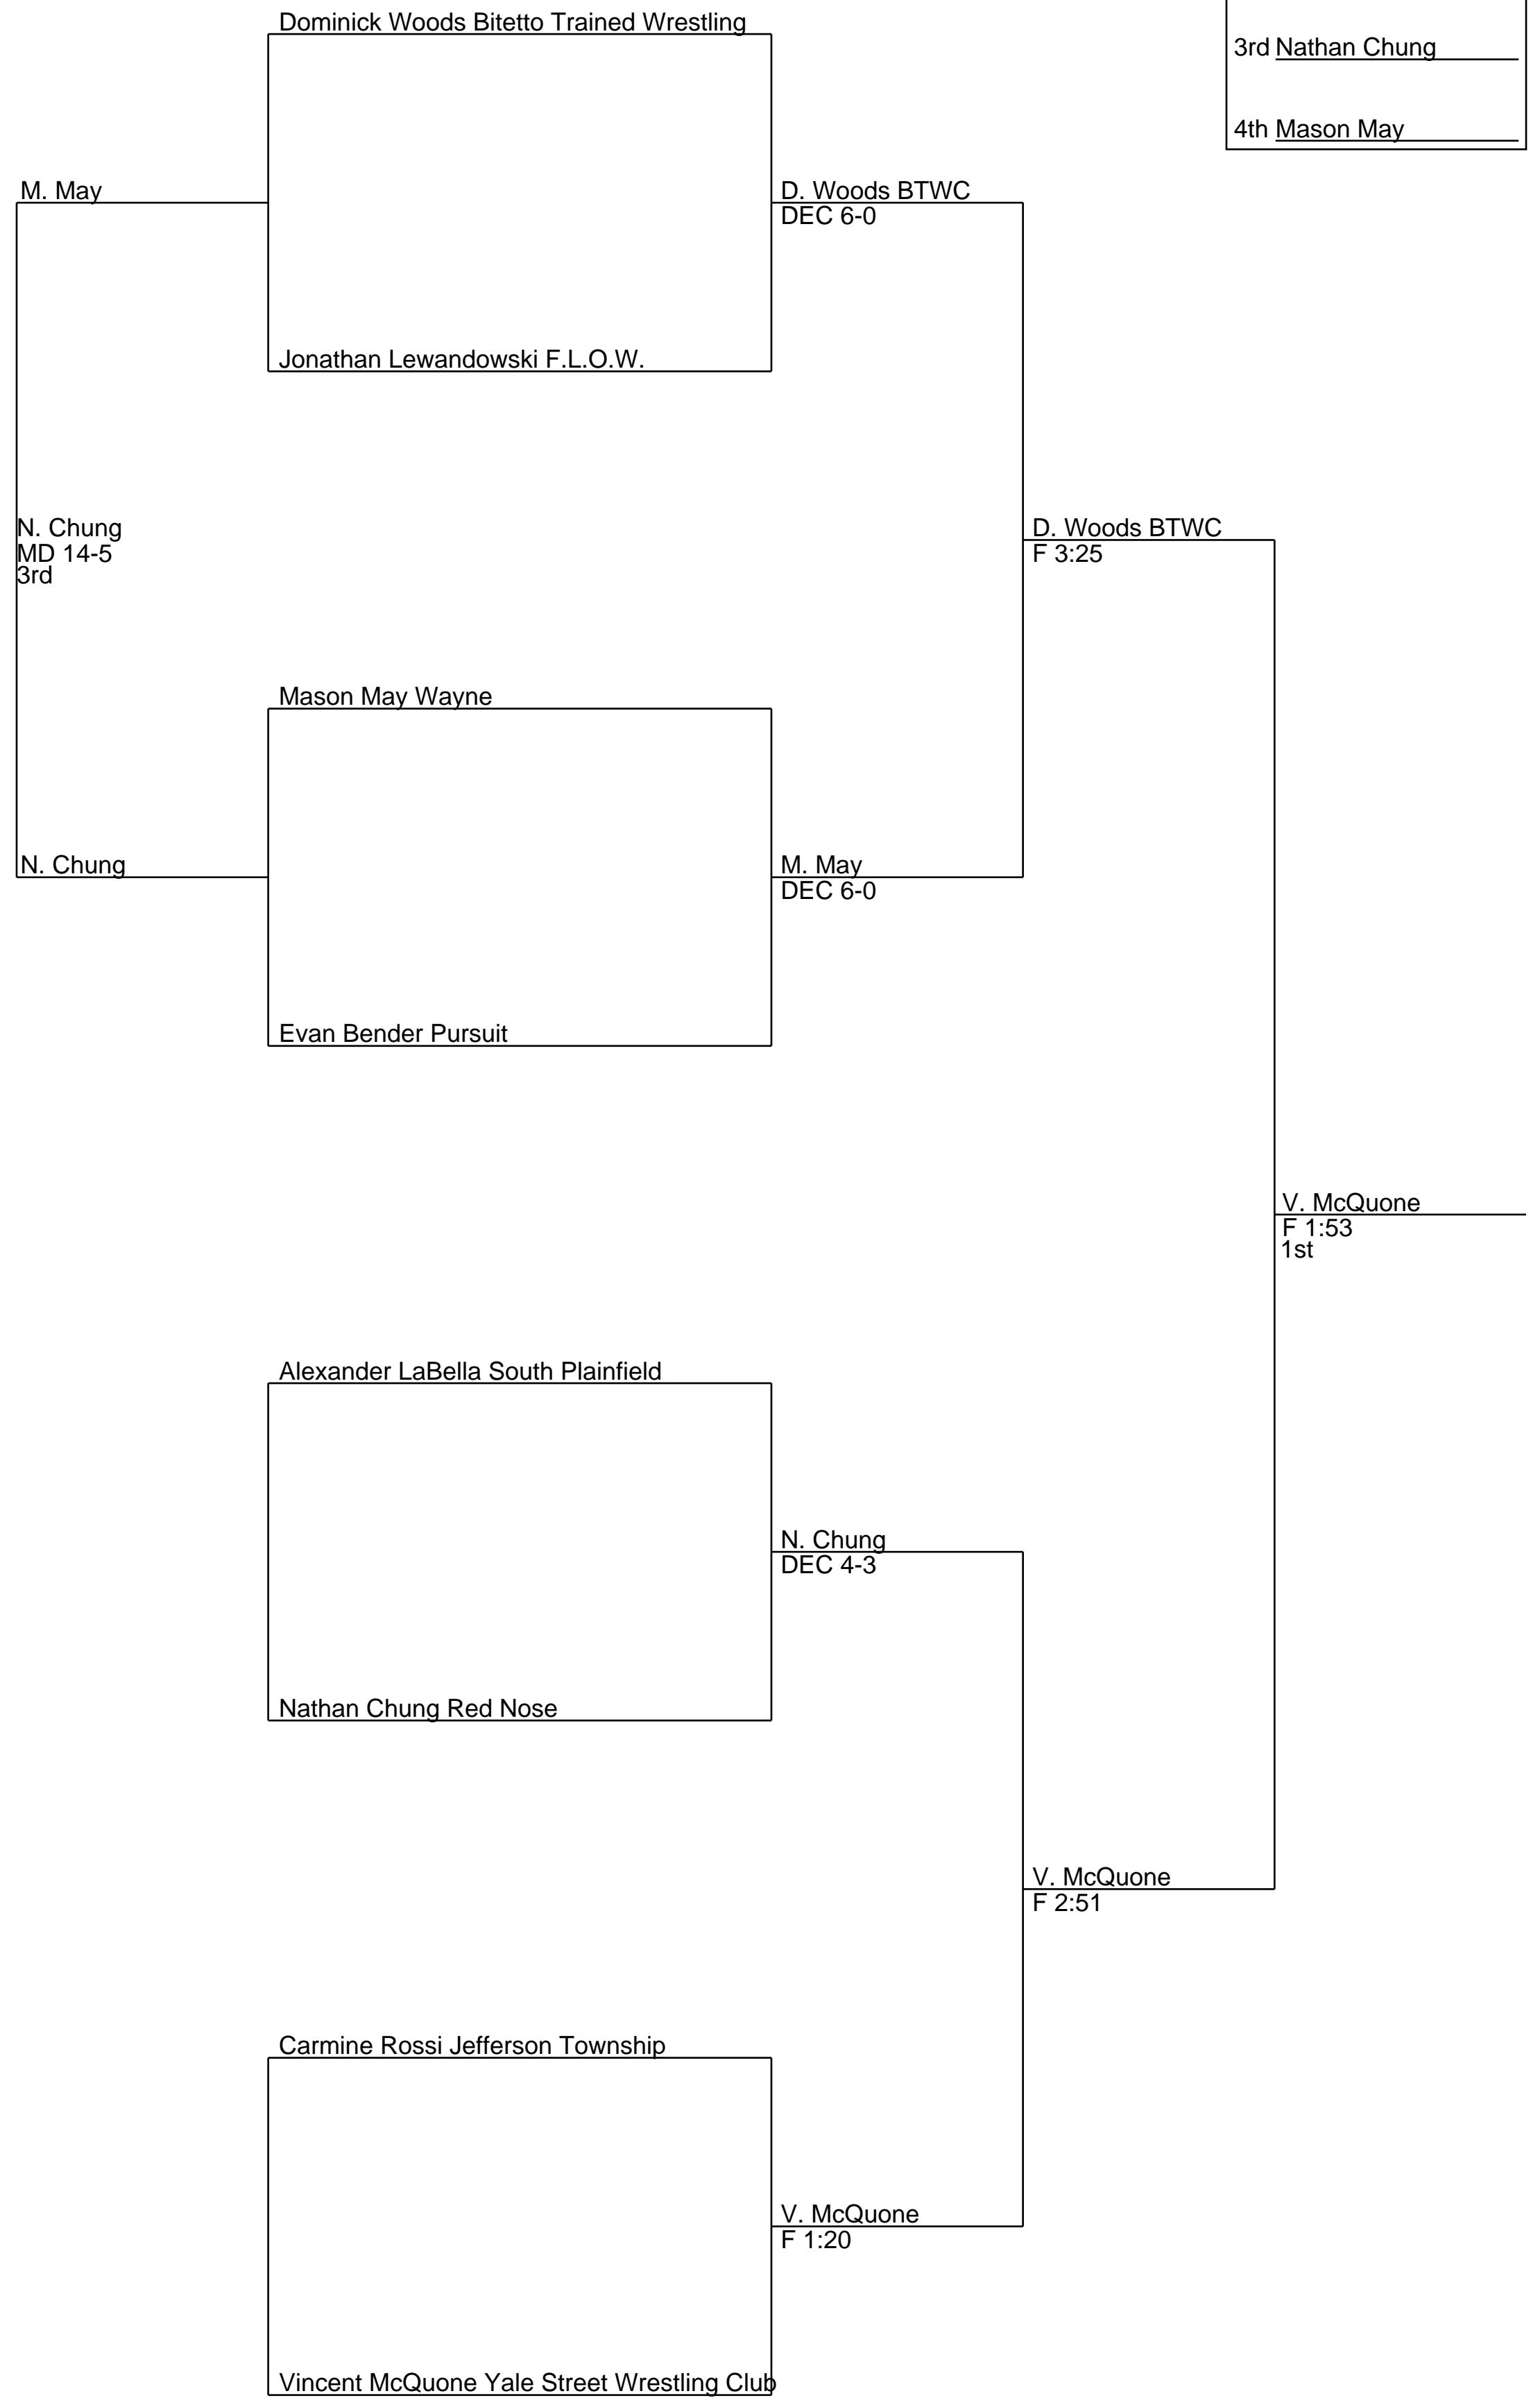 Dominick Woods Bitetto Trained Wrestling
3rd Nathan Chung
4th Mason May
M. May
D. Woods BTWC
DEC 6-0
Jonathan Lewandowski F.L.O.W.
N. Chung
MD 14-5
3rd
D. Woods BTWC
F 3:25
Mason May Wayne
N. Chung
M. May
DEC 6-0
Evan Bender Pursuit
V. McQuone
F 1:53
1st
Alexander LaBella South Plainfield
N. Chung
DEC 4-3
Nathan Chung Red Nose
V. McQuone
F 2:51
Carmine Rossi Jefferson Township
V. McQuone
F 1:20
Vincent McQuone Yale Street Wrestling Club